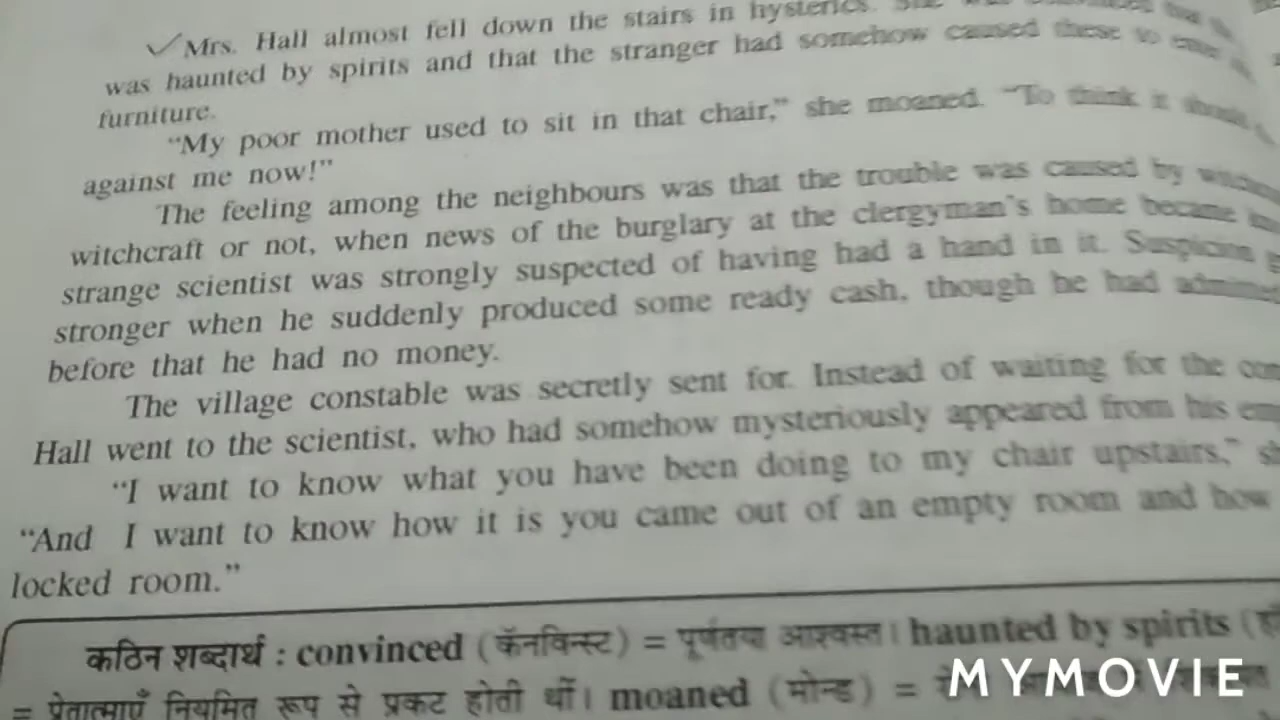 Mrs. Hall almost fell down the stairs in hysterics. She was
was haunted by spirits and that the stranger had somehow caused these to enter
furniture.
“My poor mother used to sit in that chair,” she moaned. “To think it should
against me now!”
The feeling among the neighbours was that the trouble was caused by
witchcraft or not, when news of the burglary at the clergyman’s home became
strange scientist was strongly suspected of having had a hand in it. Suspicion
stronger when he suddenly produced some ready cash, though he had
before that he had no money.
The village constable was secretly sent for. Instead of waiting for the
Hall went to the scientist, who had somehow mysteriously appeared from his
“I want to know what you have been doing to my chair upstairs,”
“And I want to know how it is you came out of an empty room and how
locked room.”
कठिन शब्दार्थ : convinced (कॅनविन्स्ट) = पूर्णतया आश्वस्त। haunted by spirits
= प्रेतात्माएँ नियमित रूप से प्रकट होती थीं। moaned (मोन्ड) =
MYMOVIE